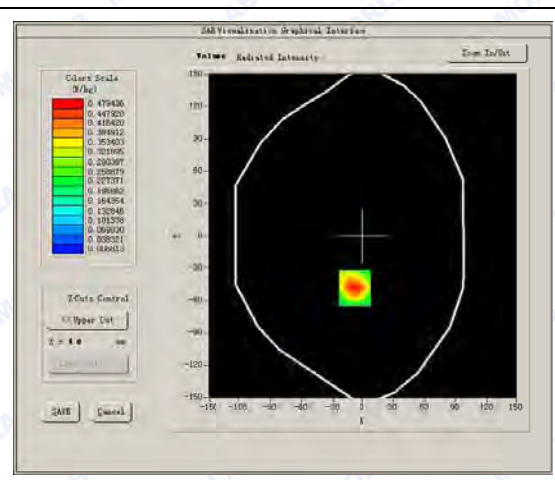 SAR Visualisation Graphical Interface
Volume Radiated Intensity
Zoom In/Out
Colors Scale
(W/kg)
0.479436
0.447920
0.416420
0.384912
0.353403
0.321895
0.290387
0.258879
0.227371
0.195862
0.164354
0.132846
0.101338
0.069830
0.038321
0.006813
150
120
90
60
30
0
-30
-60
-90
-120
-150
-150 -120 -90 -60 -30 0 30 60 90 120 150
X
Y
Z-Cuts Control
<< Upper Cut
Z = 4.0 mm
SAVE Cancel